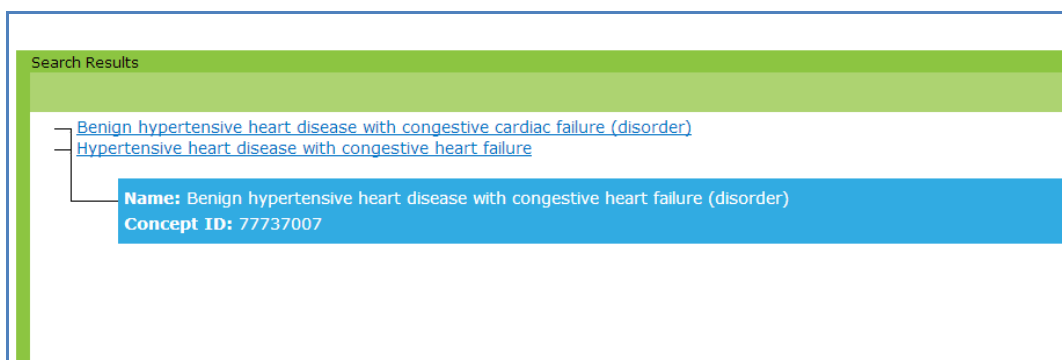 Search Results
Benign hypertensive heart disease with congestive cardiac failure (disorder)
Hypertensive heart disease with congestive heart failure
Name: Benign hypertensive heart disease with congestive heart failure (disorder)
Concept ID: 77737007